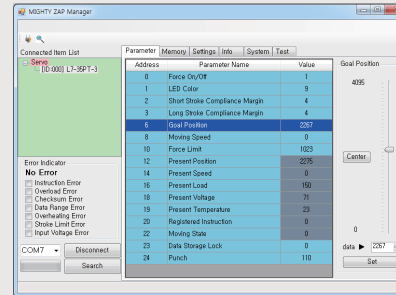 MIGHTY ZAP Manager
Connected Item List
Servo
[ID:000] L7-35PT-3
Error Indicator
No Error
Instruction Error
Overload Error
Checksum Error
Data Range Error
Overheating Error
Stroke Limit Error
Input Voltage Error
COM7 Disconnect
Search
Parameter Memory Settings Info System Test
Address Parameter Name Value
0 Force On/Off 1
1 LED Color 9
2 Short Stroke Compliance Margin 4
3 Long Stroke Compliance Margin 4
6 Goal Position 2267
8 Moving Speed 0
10 Force Limit 1023
12 Present Position 2275
14 Present Speed 0
16 Present Load 150
18 Present Voltage 71
19 Present Temperature 23
20 Registered Instruction 0
22 Moving State 0
23 Data Storage Lock 0
24 Punch 110
Goal Position
4095
Center
0
data ▶ 2267
Set